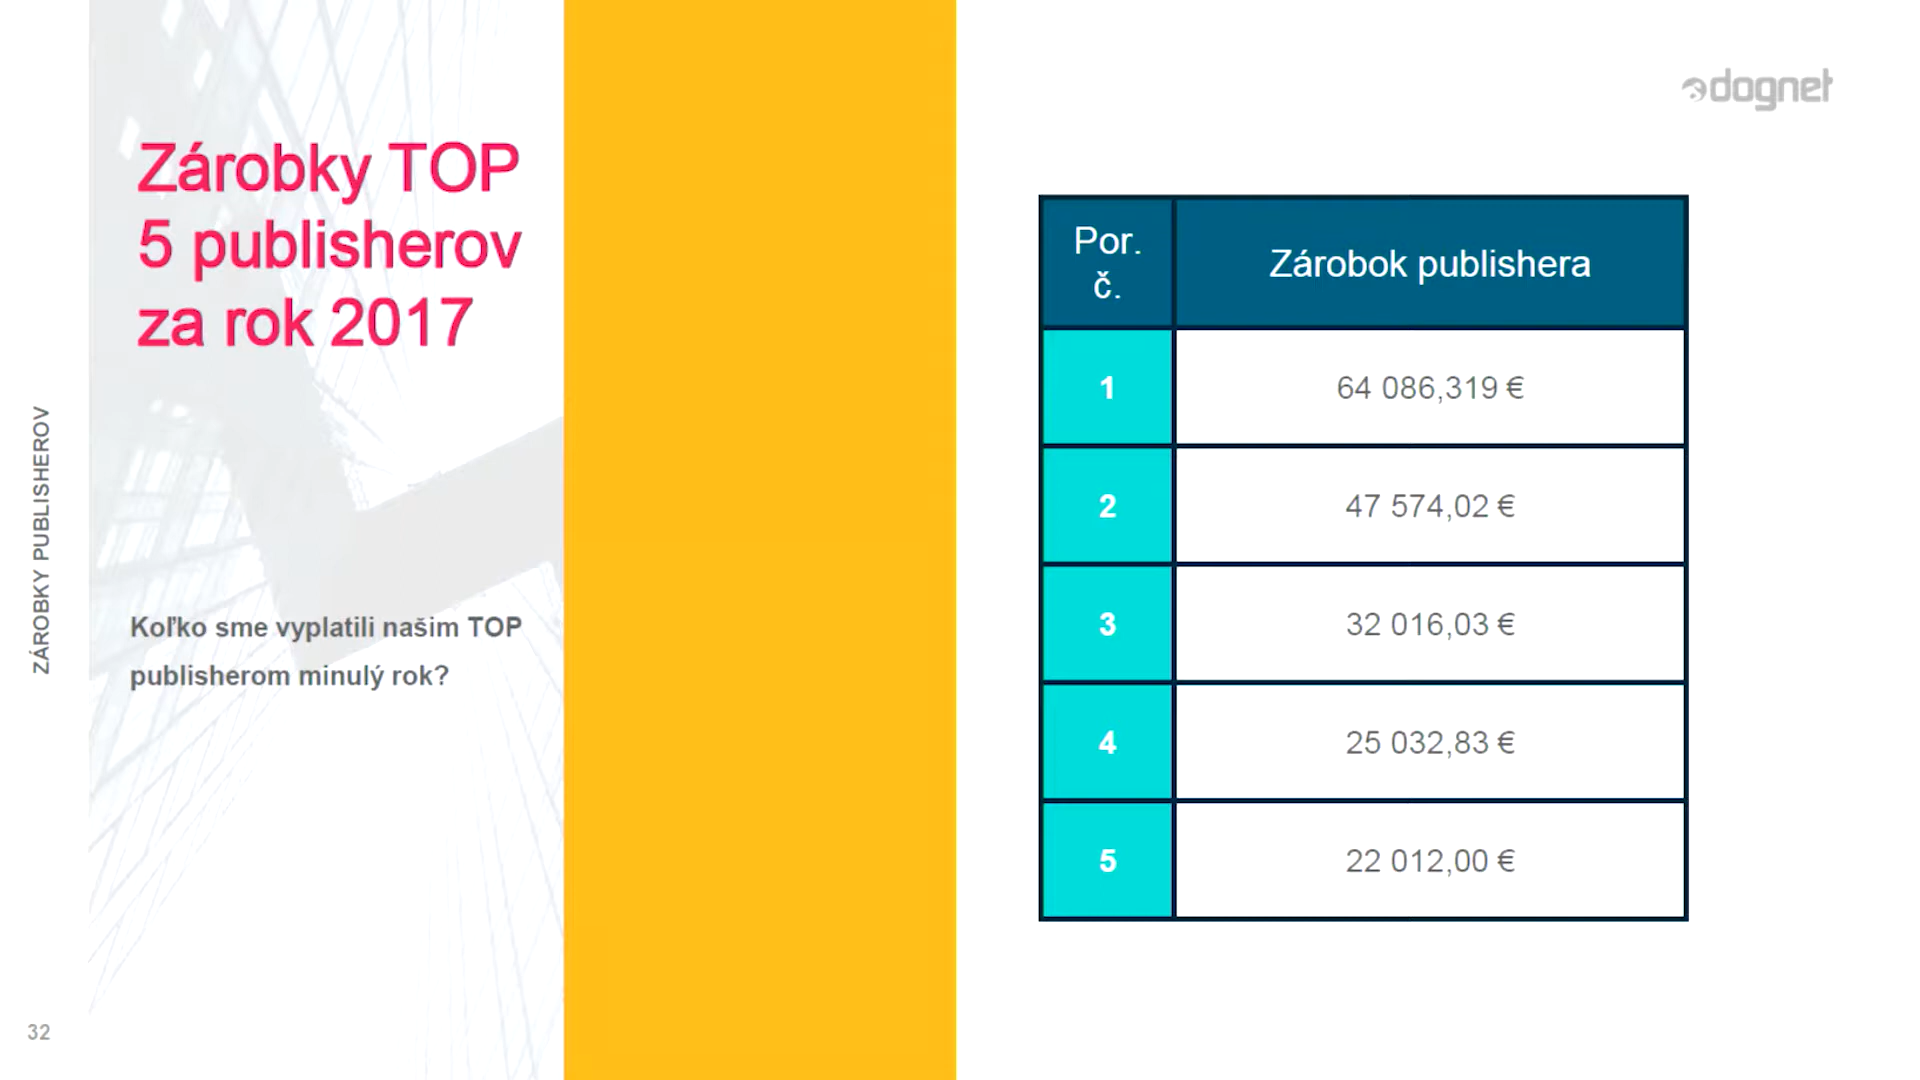 ZÁROBKY PUBLISHEROV
Zárobky TOP
5 publisherov
za rok 2017
Koľko sme vyplatili našim TOP
publisherom minulý rok?
32
dognet
Por.
č.
Zárobok publishera
1
64 086,319 €
2
47 574,02 €
3
32 016,03 €
4
25 032,83 €
5
22 012,00 €